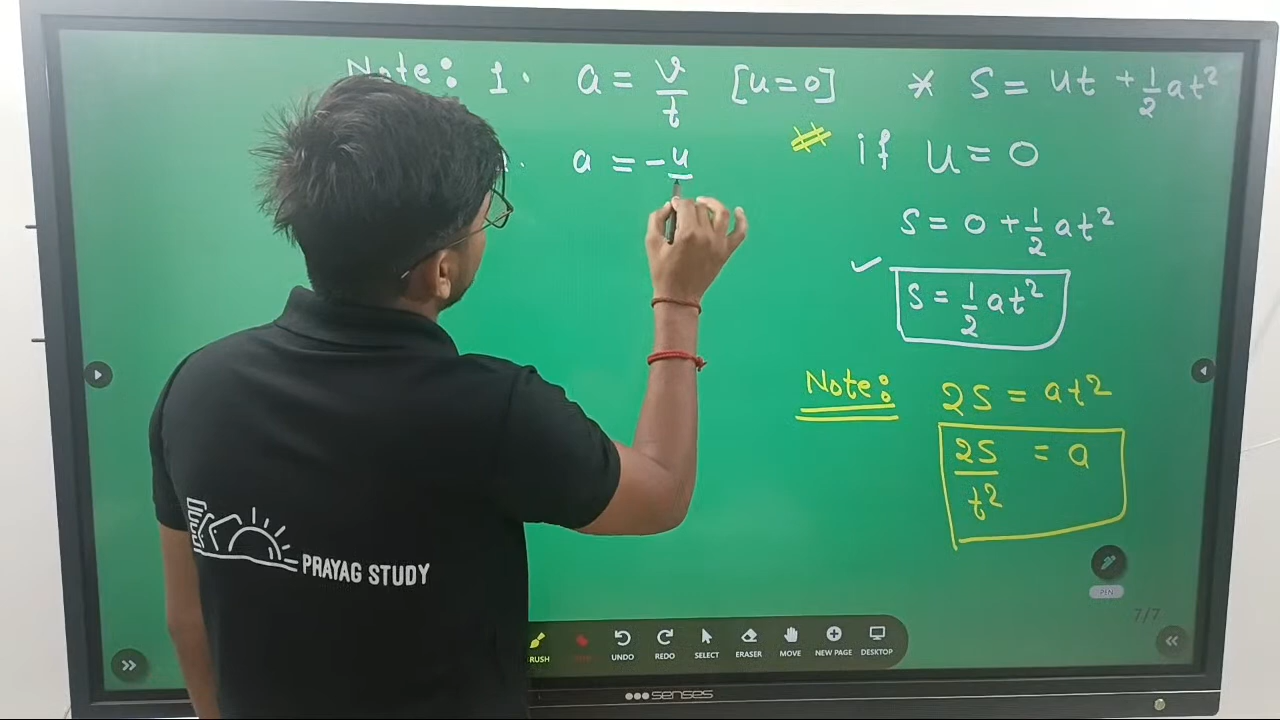 Note: 1. a = v/t [u=0]
a = -u
* S = ut + 1/2 at²
# if u = 0
S = 0 + 1/2 at²
✓ S = 1/2 at²
Note: 2S = at²
2S/t² = a
PRAYAG STUDY
PEN
7/7
UNDO REDO SELECT ERASER MOVE NEW PAGE DESKTOP
senses